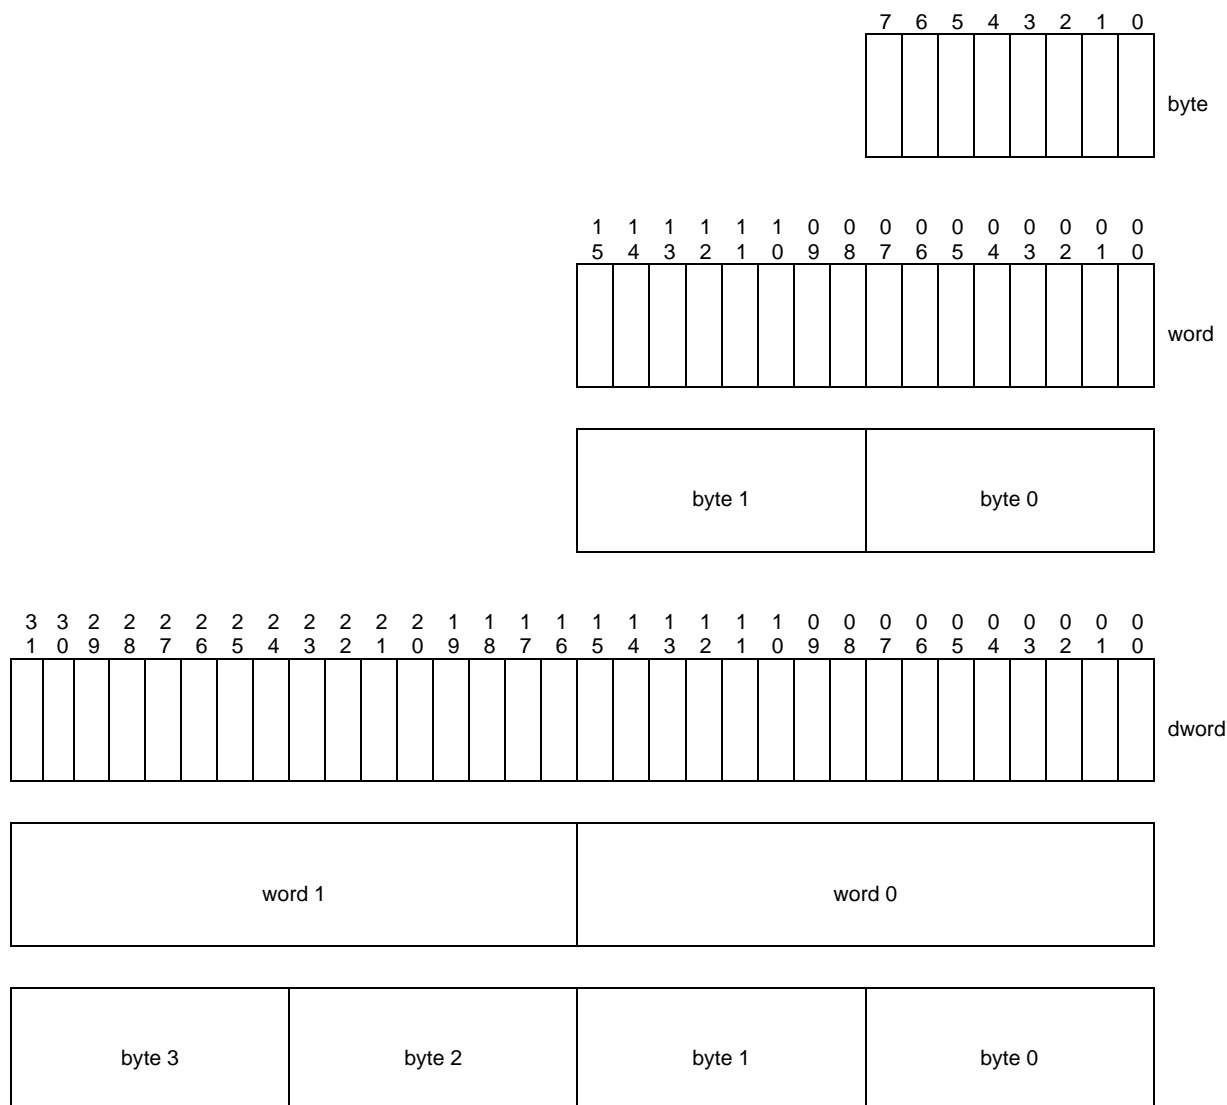 7 6 5 4 3 2 1 0
byte
1 1 1 1 1 1 0 0 0 0 0 0 0 0 0 0
5 4 3 2 1 0 9 8 7 6 5 4 3 2 1 0
word
byte 1 byte 0
3 3 2 2 2 2 2 2 2 2 2 2 1 1 1 1 1 1 1 1 1 1 0 0 0 0 0 0 0 0 0 0
1 0 9 8 7 6 5 4 3 2 1 0 9 8 7 6 5 4 3 2 1 0 9 8 7 6 5 4 3 2 1 0
dword
word 1 word 0
byte 3 byte 2 byte 1 byte 0